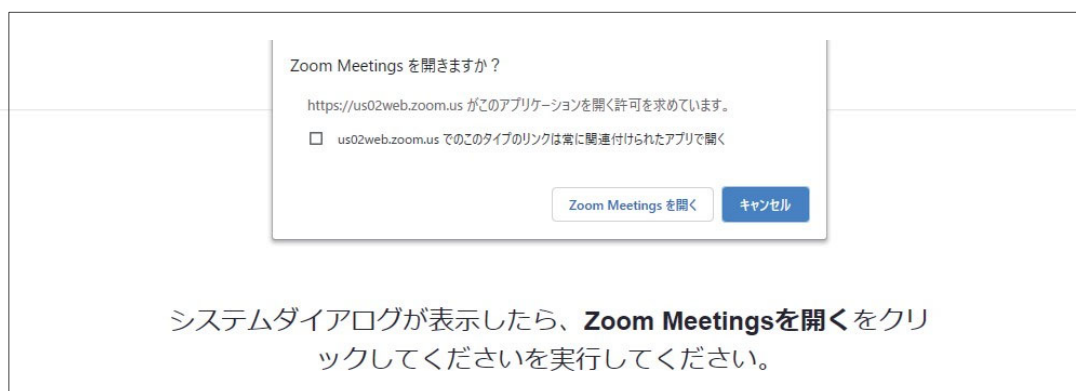 Zoom Meetings を開きますか？
https://us02web.zoom.us がこのアプリケーションを開く許可を求めています。
us02web.zoom.us でのこのタイプのリンクは常に関連付けられたアプリで開く
Zoom Meetings を開く キャンセル
システムダイアログが表示したら、Zoom Meetingsを開くをクリ
ックしてくださいを実行してください。